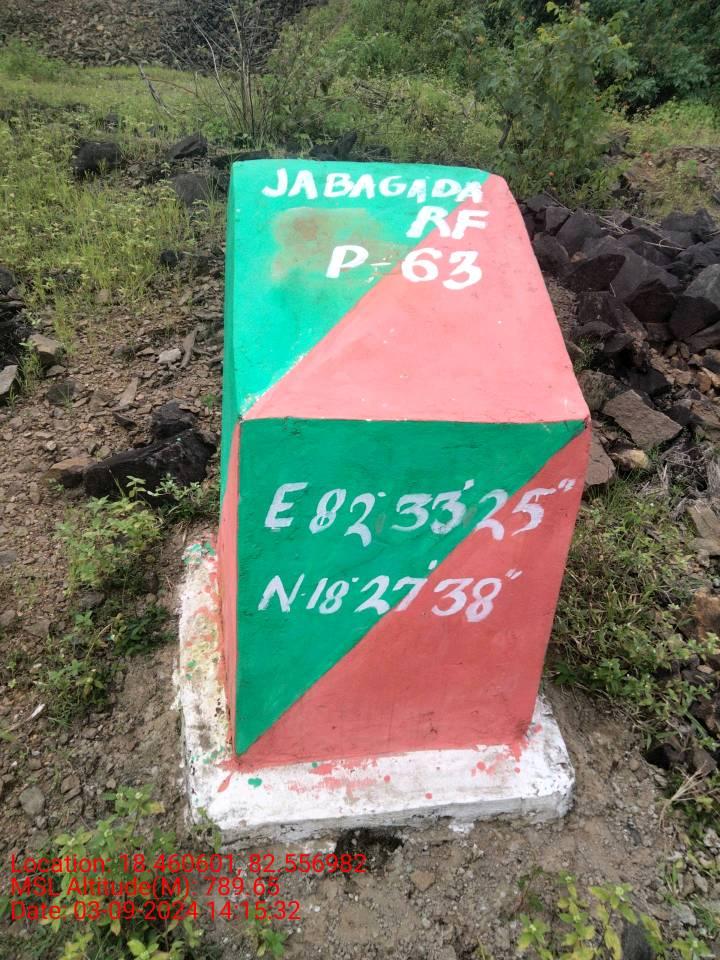 JABAGADA
RF
P-63
E 82° 33' 25"
N-18° 27' 38"
Location: 18.460601, 82.556982
MSL Altitude(M): 789.65
Date: 03-09-2024 14:15:32